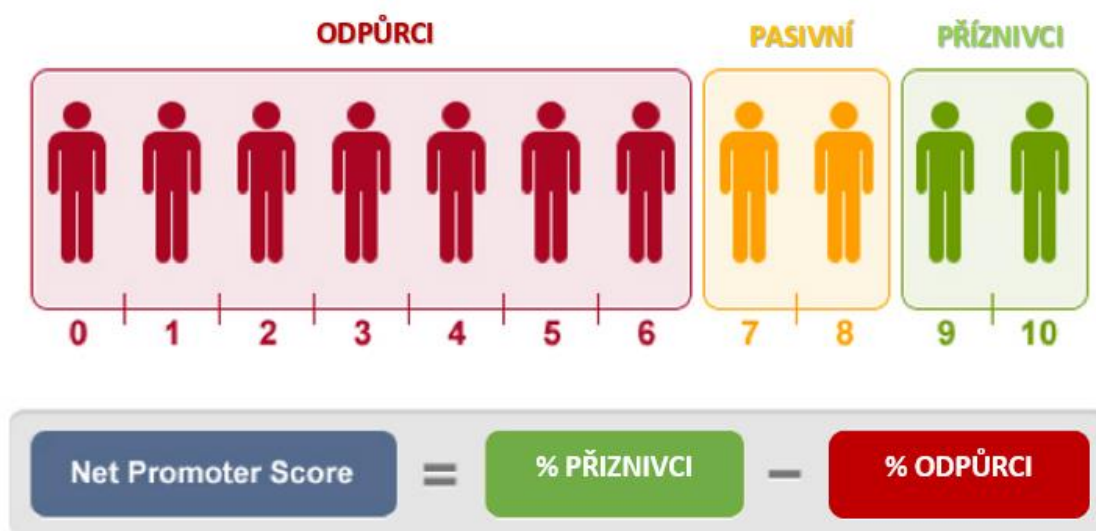 ODPŮRCI PASIVNÍ PŘÍZNIVCI
0 1 2 3 4 5 6 7 8 9 10
Net Promoter Score = % PŘIZNIVCI – % ODPŮRCI